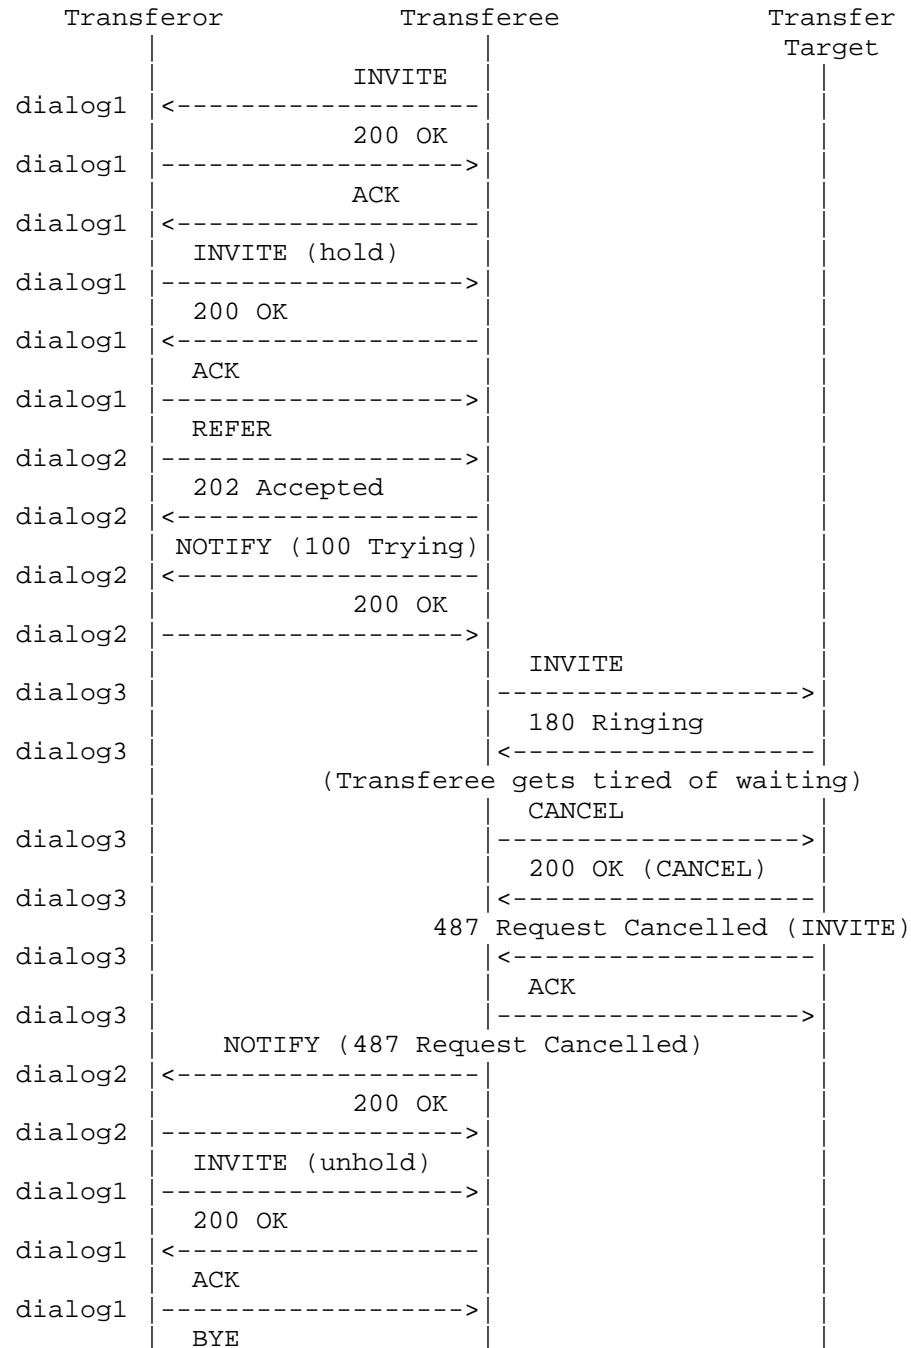 Transferor           Transferee             Transfer
     |                    |                  Target
     |            INVITE  |                    |
dialog1 |<-------------------|                    |
     |            200 OK  |                    |
dialog1 |------------------->|                    |
     |            ACK     |                    |
dialog1 |<-------------------|                    |
     |  INVITE (hold)     |                    |
dialog1 |------------------->|                    |
     |  200 OK            |                    |
dialog1 |<-------------------|                    |
     |  ACK               |                    |
dialog1 |------------------->|                    |
     |  REFER             |                    |
dialog2 |------------------->|                    |
     |  202 Accepted      |                    |
dialog2 |<-------------------|                    |
     | NOTIFY (100 Trying)|                    |
dialog2 |<-------------------|                    |
     |            200 OK  |                    |
dialog2 |------------------->|                    |
     |                    |  INVITE            |
dialog3 |                    |------------------->|
     |                    |  180 Ringing       |
dialog3 |                    |<-------------------|
     |          (Transferee gets tired of waiting)
     |                    |  CANCEL            |
dialog3 |                    |------------------->|
     |                    |  200 OK (CANCEL)   |
dialog3 |                    |<-------------------|
     |                 487 Request Cancelled (INVITE)
dialog3 |                    |<-------------------|
     |                    |  ACK               |
dialog3 |                    |------------------->|
     |    NOTIFY (487 Request Cancelled)       |
dialog2 |<-------------------|                    |
     |            200 OK  |                    |
dialog2 |------------------->|                    |
     |  INVITE (unhold)   |                    |
dialog1 |------------------->|                    |
     |  200 OK            |                    |
dialog1 |<-------------------|                    |
     |  ACK               |                    |
dialog1 |------------------->|                    |
     |  BYE               |                    |